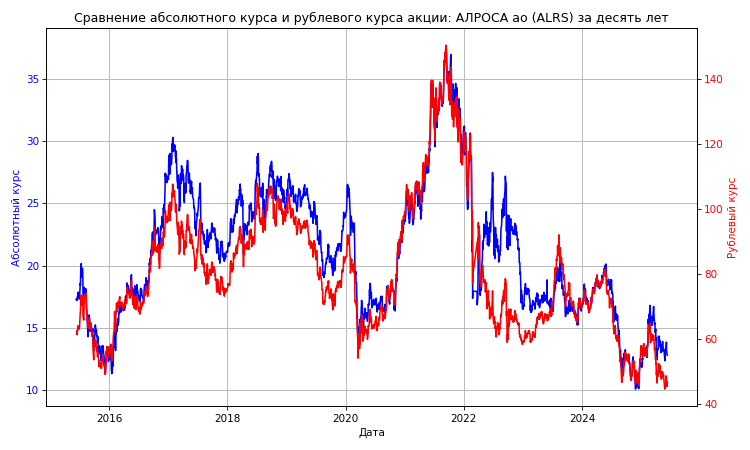 Сравнение абсолютного курса и рублевого курса акции: АЛРОСА ао (ALRS) за десять лет
35
30
25
20
15
10
140
120
100
80
60
40
Абсолютный курс
Рублевый курс
2016 2018 2020 2022 2024
Дата